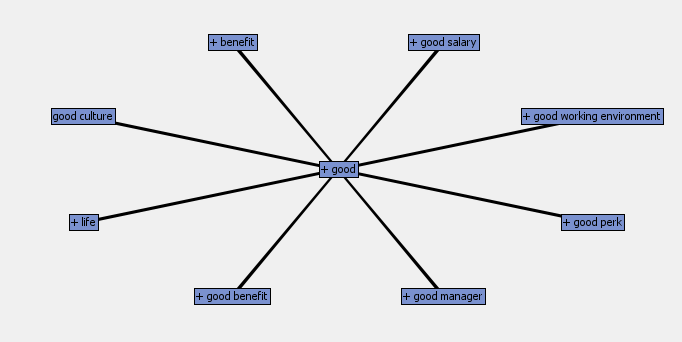 + benefit
+ good salary
good culture
+ good working environment
+ good
+ life
+ good perk
+ good benefit
+ good manager